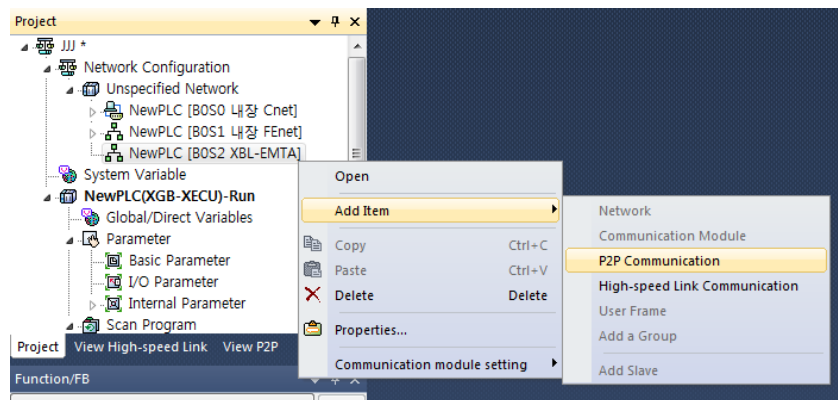 Project
JJJ *
Network Configuration
Unspecified Network
NewPLC [B0S0 내장 Cnet]
NewPLC [B0S1 내장 FEnet]
NewPLC [B0S2 XBL-EMTA]
System Variable
NewPLC(XGB-XECU)-Run
Global/Direct Variables
Parameter
Basic Parameter
I/O Parameter
Internal Parameter
Scan Program
Project View High-speed Link View P2P
Function/FB
Open
Add Item
Copy Ctrl+C
Paste Ctrl+V
Delete Delete
Properties...
Communication module setting
Network
Communication Module
P2P Communication
High-speed Link Communication
User Frame
Add a Group
Add Slave